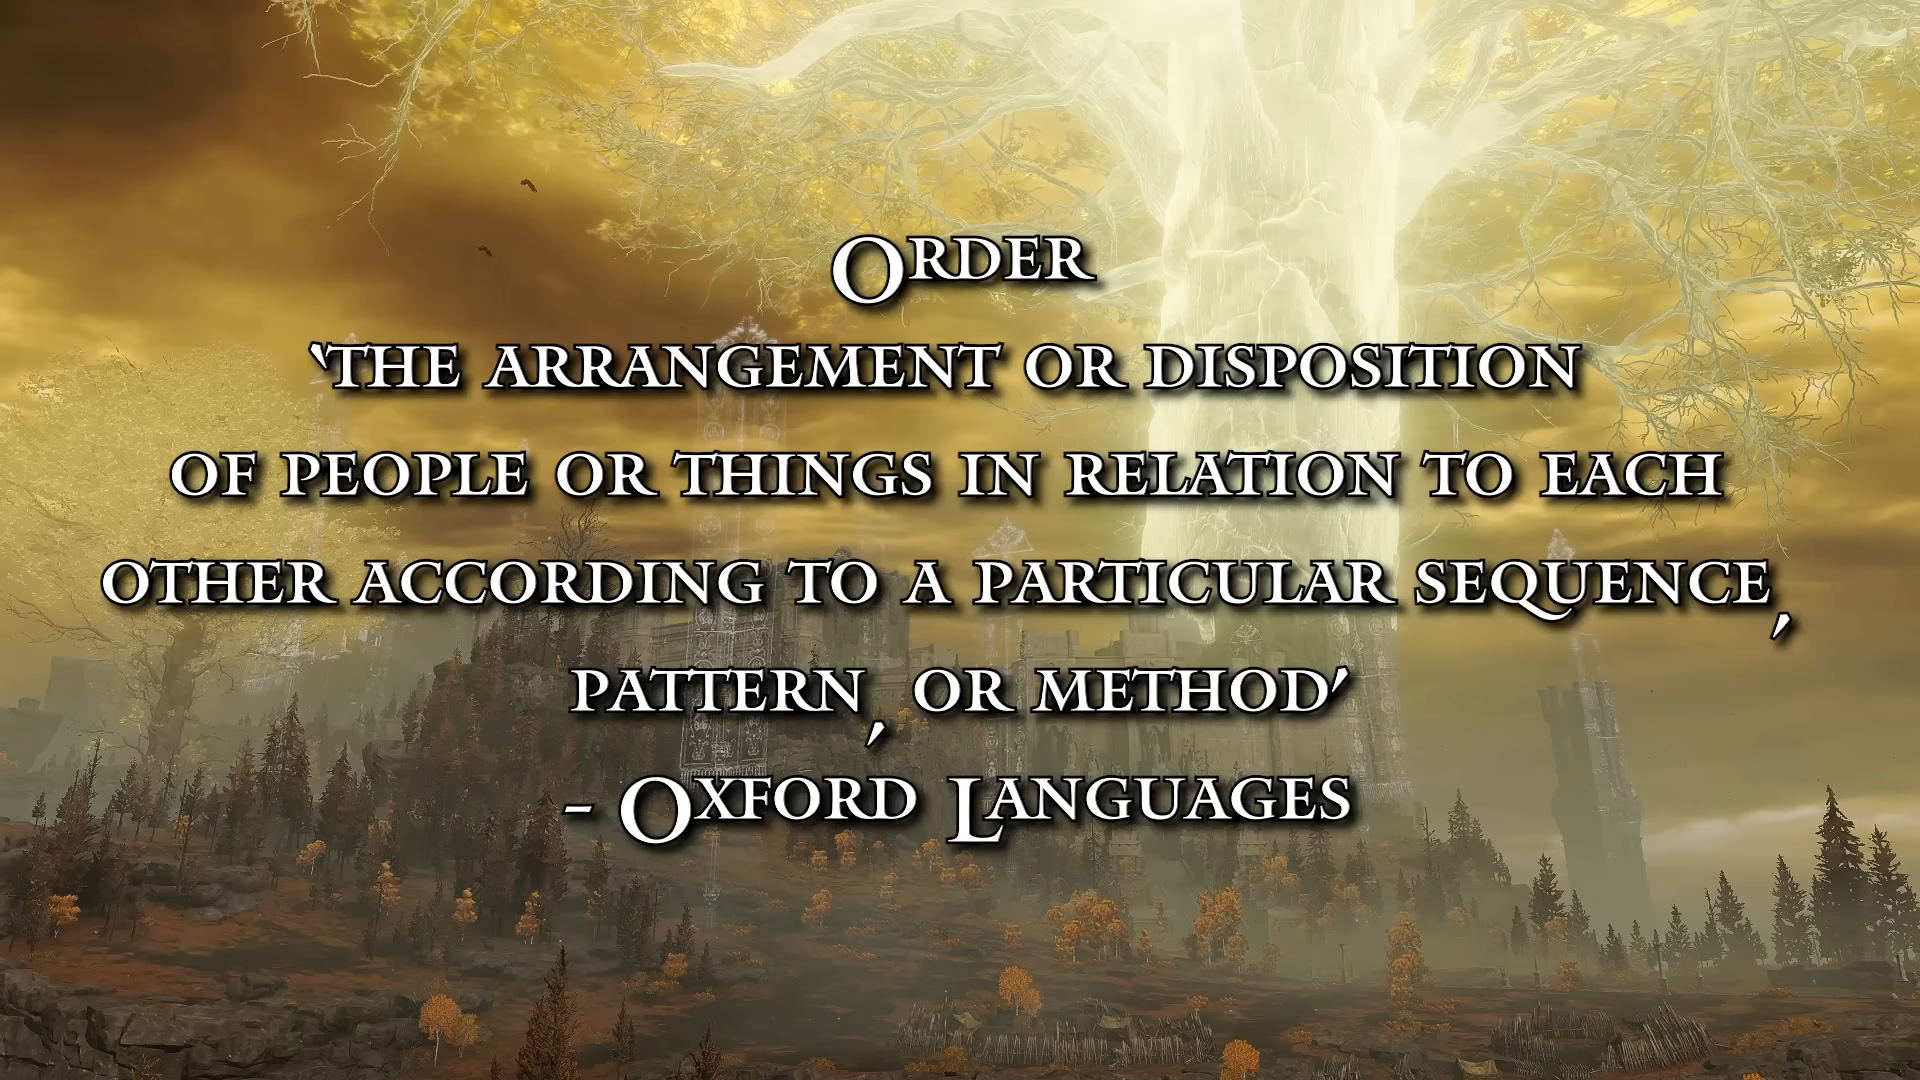 Order
‘the arrangement or disposition
of people or things in relation to each
other according to a particular sequence,
pattern, or method’
- Oxford Languages